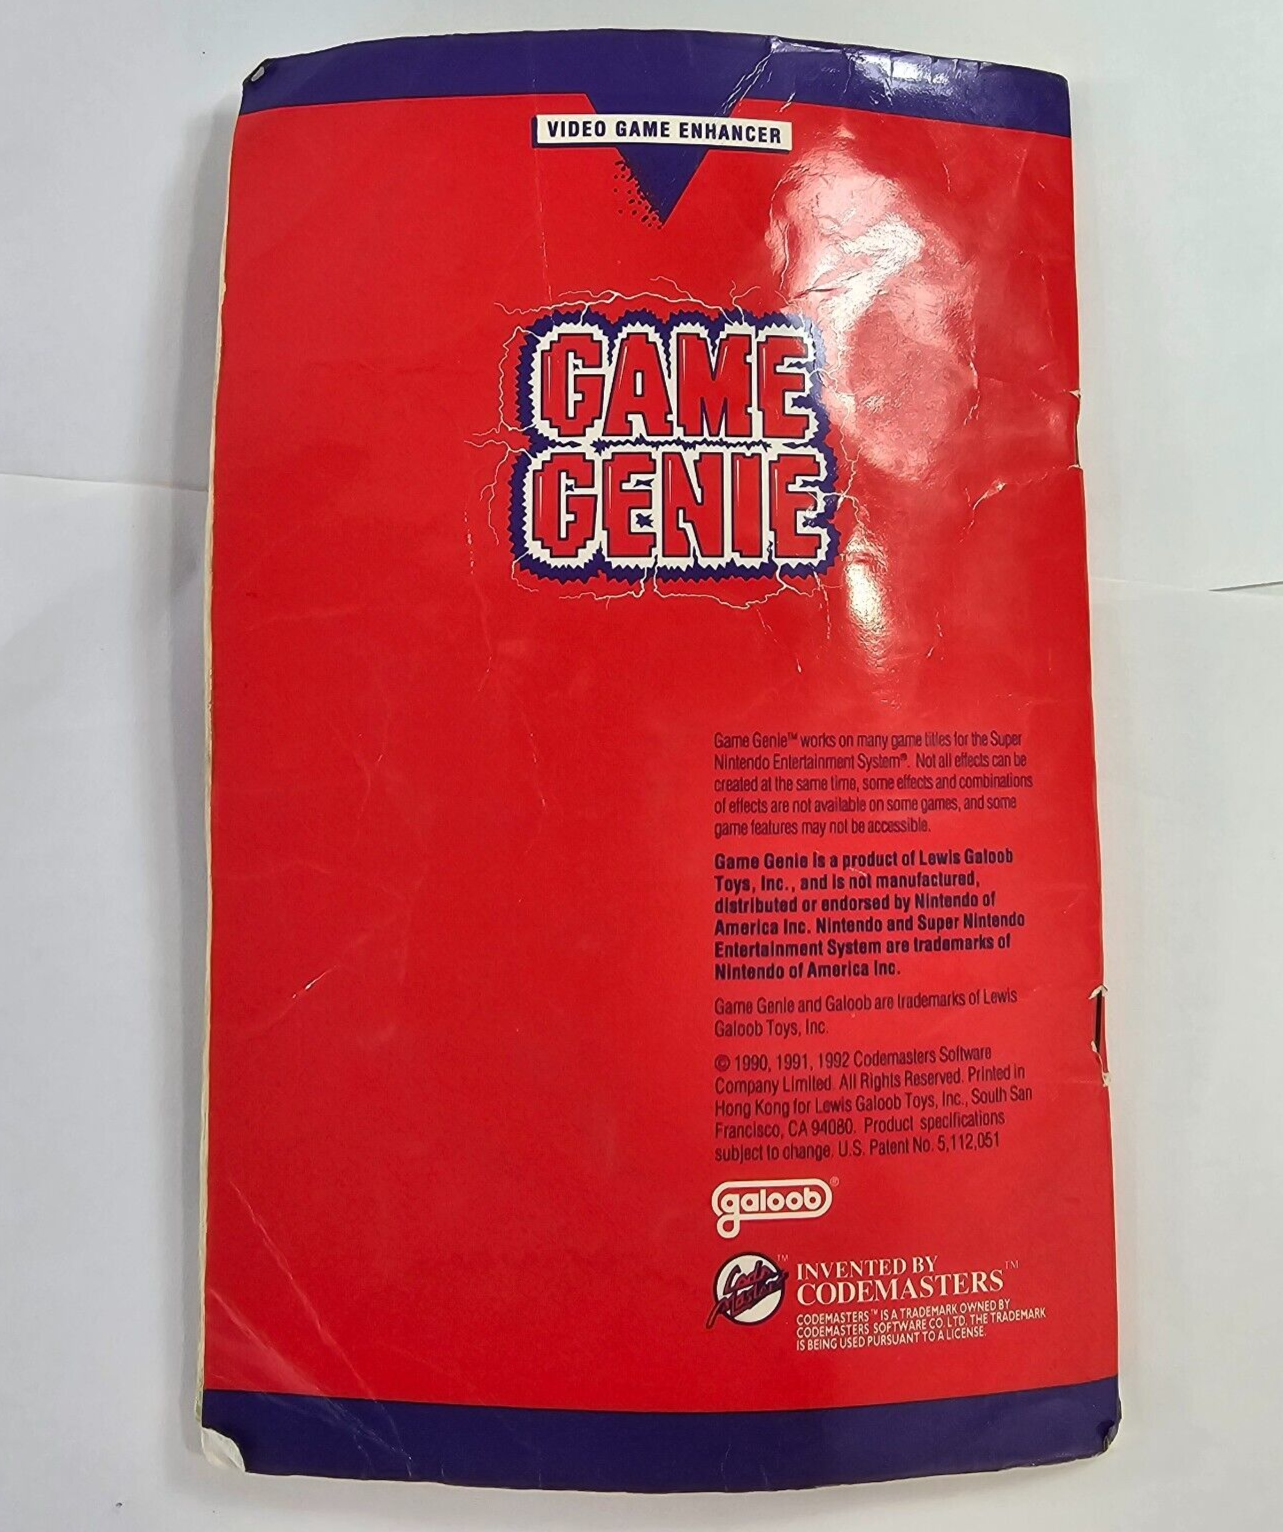 VIDEO GAME ENHANCER
GAME
GENIE
Game Genie™ works on many game titles for the Super
Nintendo Entertainment System®. Not all effects can be
created at the same time, some effects and combinations
of effects are not available on some games, and some
game features may not be accessible.
Game Genie is a product of Lewis Galoob
Toys, Inc., and is not manufactured,
distributed or endorsed by Nintendo of
America Inc. Nintendo and Super Nintendo
Entertainment System are trademarks of
Nintendo of America Inc.
Game Genie and Galoob are trademarks of Lewis
Galoob Toys, Inc.
© 1990, 1991, 1992 Codemasters Software
Company Limited. All Rights Reserved. Printed in
Hong Kong for Lewis Galoob Toys, Inc., South San
Francisco, CA 94080. Product specifications
subject to change. U.S. Patent No. 5,112,051
galoob®
Code Masters™
INVENTED BY
CODEMASTERS™
CODEMASTERS™ IS A TRADEMARK OWNED BY
CODEMASTERS SOFTWARE CO. LTD. THE TRADEMARK
IS BEING USED PURSUANT TO A LICENSE.